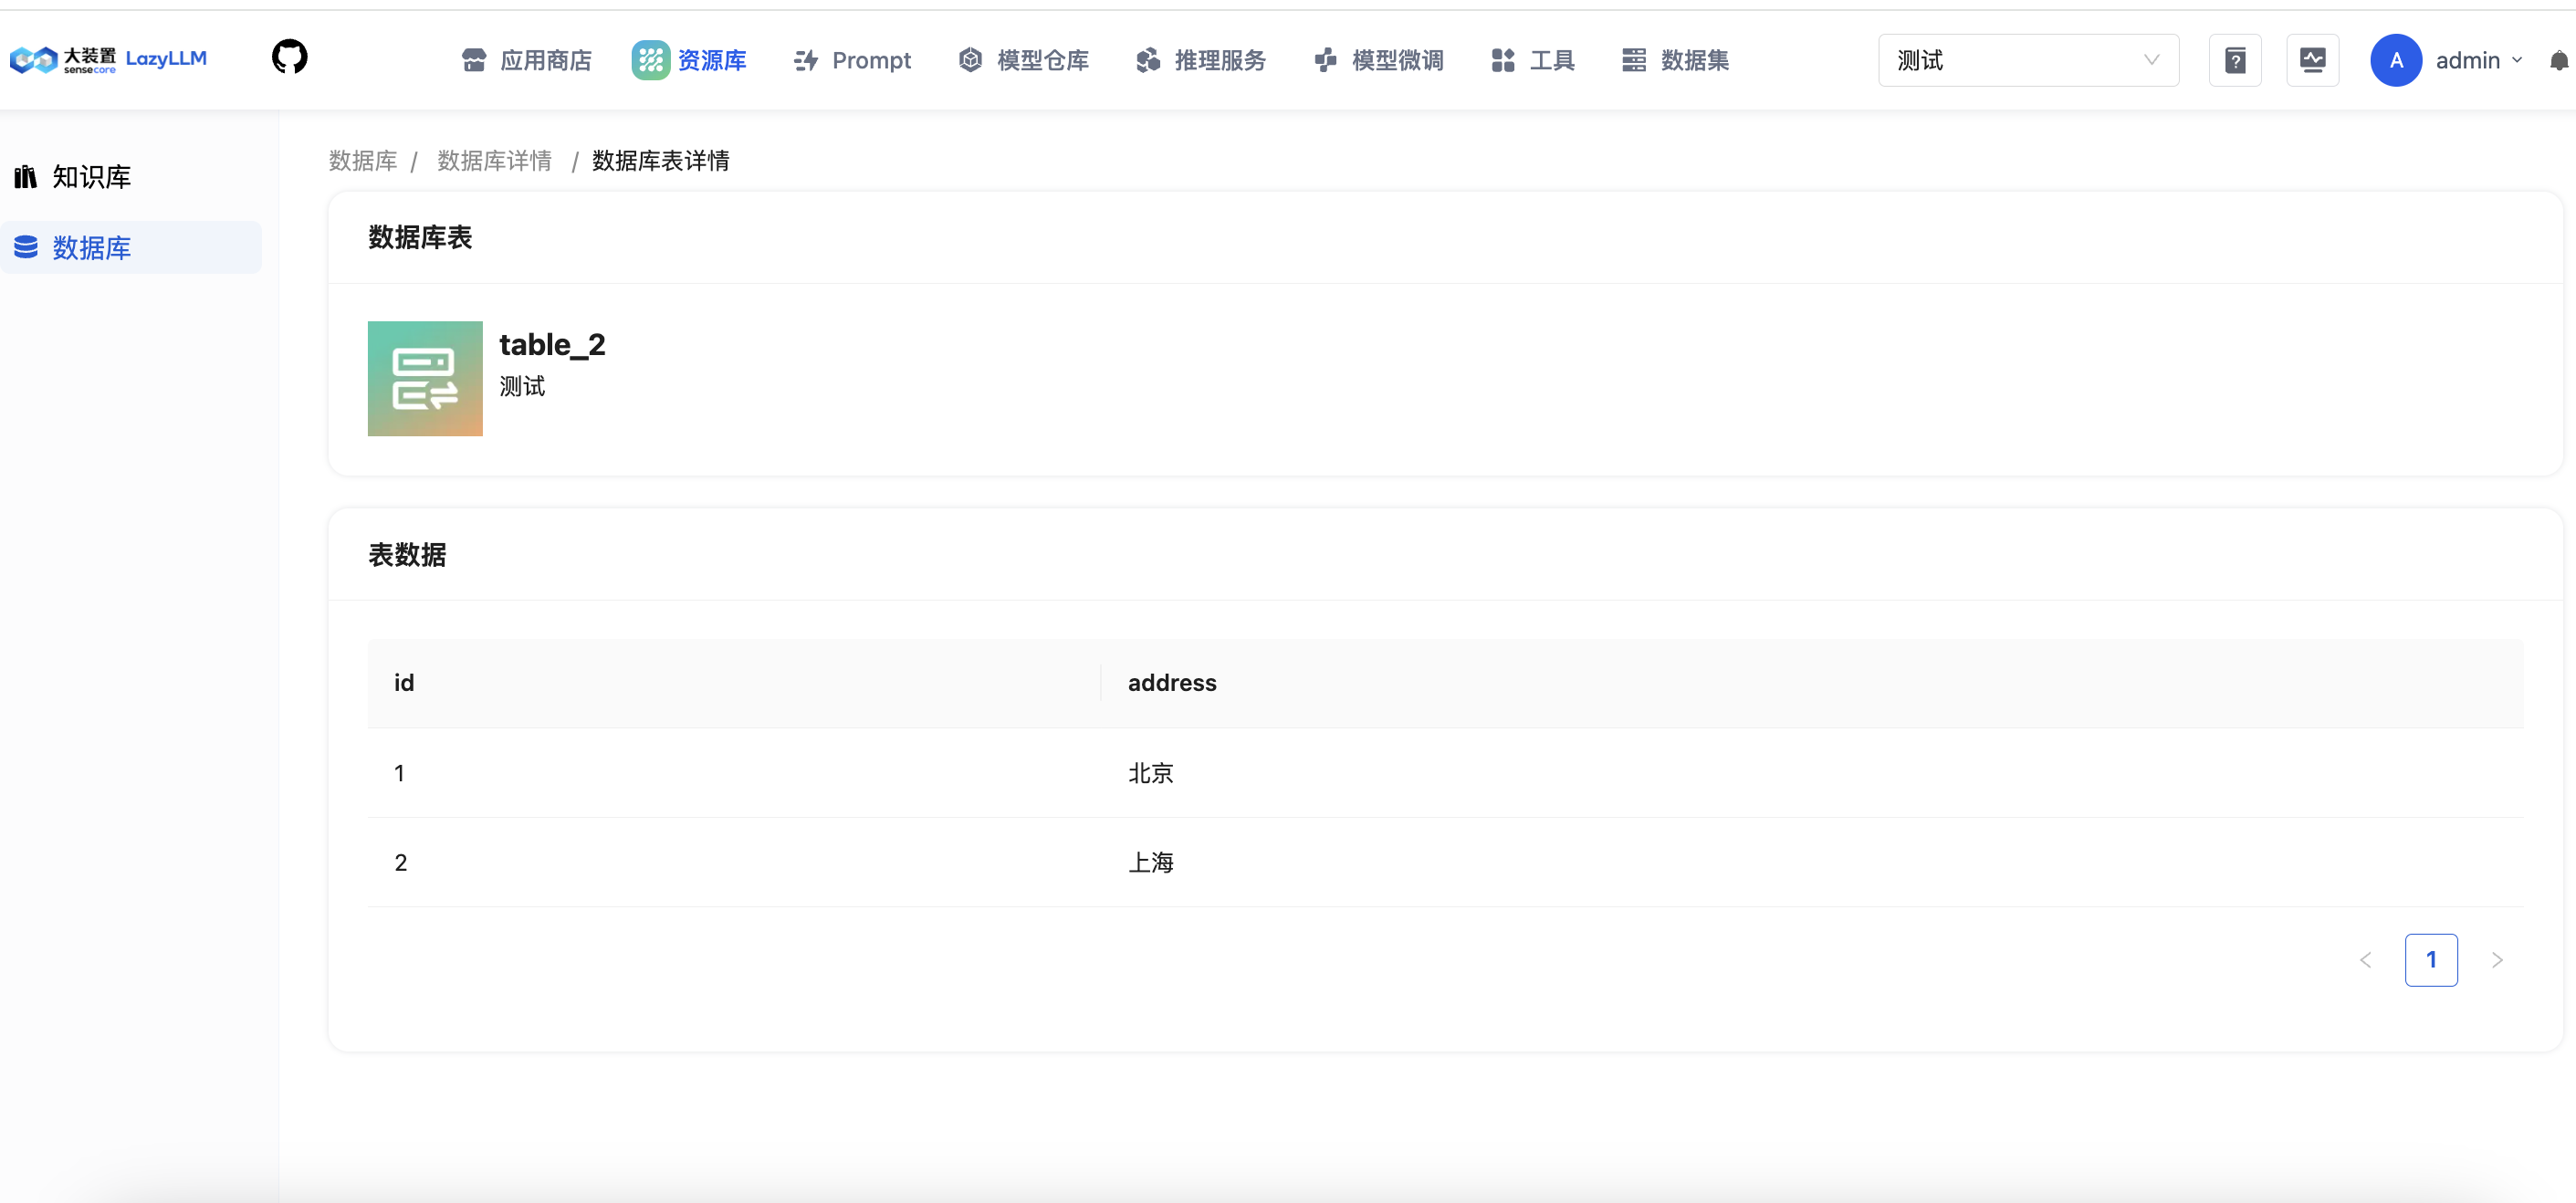 大装置 sensecore LazyLLM
应用商店 资源库 Prompt 模型仓库 推理服务 模型微调 工具 数据集 测试 ? A admin
知识库
数据库
数据库 / 数据库详情 / 数据库表详情
数据库表
table_2
测试
表数据
id address
1 北京
2 上海
< 1 >